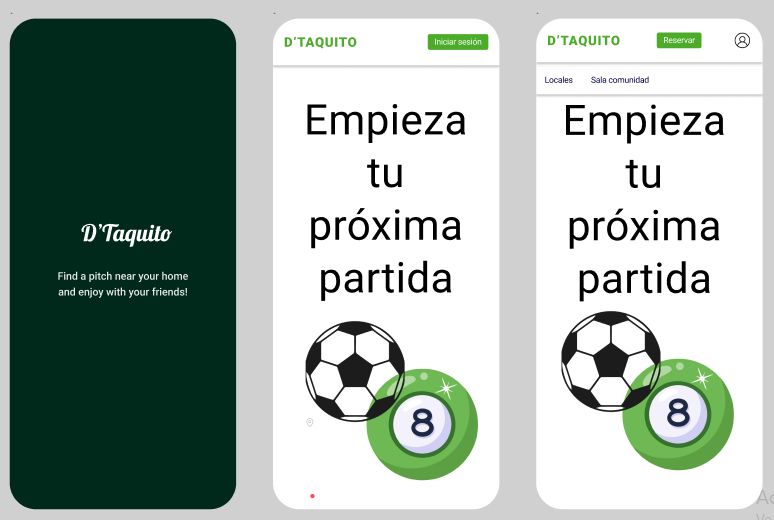 D'Taquito
Find a pitch near your home
and enjoy with your friends!
D'TAQUITO
Iniciar sesión
Empieza
tu
próxima
partida
8
D'TAQUITO
Reservar
Locales
Sala comunidad
Empieza
tu
próxima
partida
8